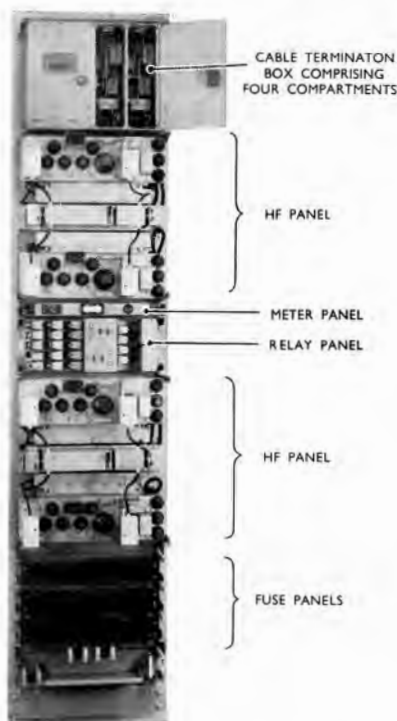 CABLE TERMINATON
BOX COMPRISING
FOUR COMPARTMENTS
HF PANEL
METER PANEL
RELAY PANEL
HF PANEL
FUSE PANELS